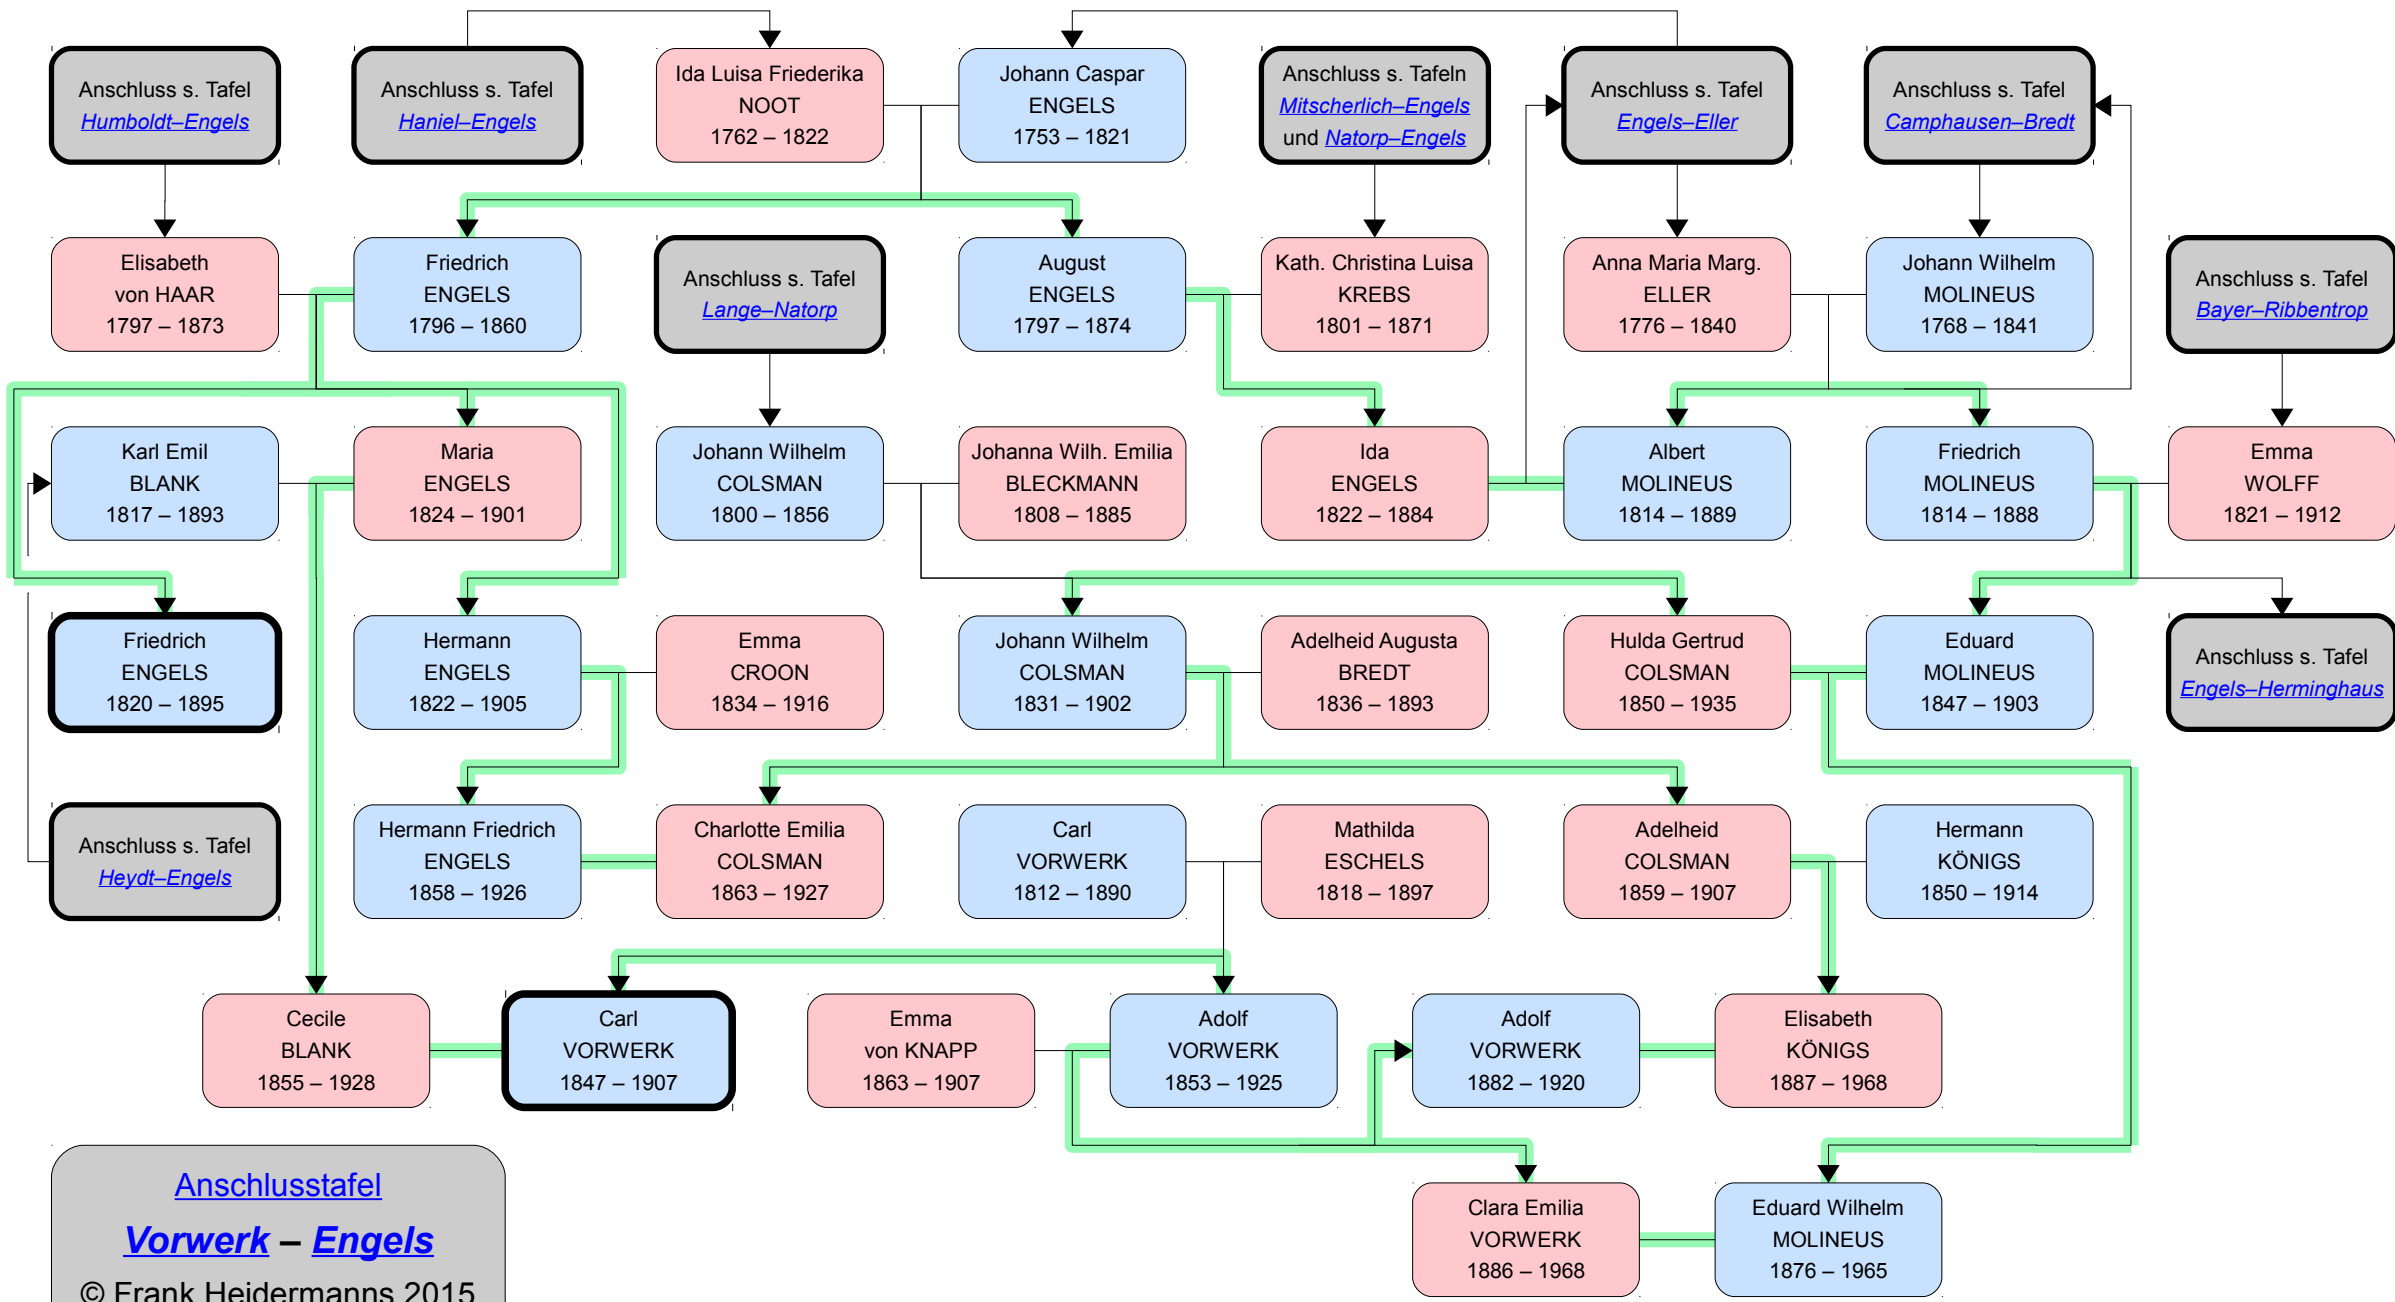 Ida Luisa Friederika
NOOT
1762 – 1822
Johann Caspar
ENGELS
1753 – 1821
Anschluss s. Tafel
Humboldt–Engels
Anschluss s. Tafel
Haniel–Engels
Anschluss s. Tafeln
Mitscherlich–Engels
und Natorp–Engels
Anschluss s. Tafel
Engels–Eller
Anschluss s. Tafel
Camphausen–Bredt
Elisabeth
von HAAR
1797 – 1873
Friedrich
ENGELS
1796 – 1860
Anschluss s. Tafel
Lange–Natorp
August
ENGELS
1797 – 1874
Kath. Christina Luisa
KREBS
1801 – 1871
Anna Maria Marg.
ELLER
1776 – 1840
Johann Wilhelm
MOLINEUS
1768 – 1841
Anschluss s. Tafel
Bayer–Ribbentrop
Karl Emil
BLANK
1817 – 1893
Maria
ENGELS
1824 – 1901
Johann Wilhelm
COLSMAN
1800 – 1856
Johanna Wilh. Emilia
BLECKMANN
1808 – 1885
Ida
ENGELS
1822 – 1884
Albert
MOLINEUS
1814 – 1889
Friedrich
MOLINEUS
1814 – 1888
Emma
WOLFF
1821 – 1912
Friedrich
ENGELS
1820 – 1895
Hermann
ENGELS
1822 – 1905
Emma
CROON
1834 – 1916
Johann Wilhelm
COLSMAN
1831 – 1902
Adelheid Augusta
BREDT
1836 – 1893
Hulda Gertrud
COLSMAN
1850 – 1935
Eduard
MOLINEUS
1847 – 1903
Anschluss s. Tafel
Engels–Herminghaus
Anschluss s. Tafel
Heydt–Engels
Hermann Friedrich
ENGELS
1858 – 1926
Charlotte Emilia
COLSMAN
1863 – 1927
Carl
VORWERK
1812 – 1890
Mathilda
ESCHELS
1818 – 1897
Adelheid
COLSMAN
1859 – 1907
Hermann
KÖNIGS
1850 – 1914
Cecile
BLANK
1855 – 1928
Carl
VORWERK
1847 – 1907
Emma
von KNAPP
1863 – 1907
Adolf
VORWERK
1853 – 1925
Adolf
VORWERK
1882 – 1920
Elisabeth
KÖNIGS
1887 – 1968
Clara Emilia
VORWERK
1886 – 1968
Eduard Wilhelm
MOLINEUS
1876 – 1965
Anschlusstafel
Vorwerk – Engels
© Frank Heidermanns 2015